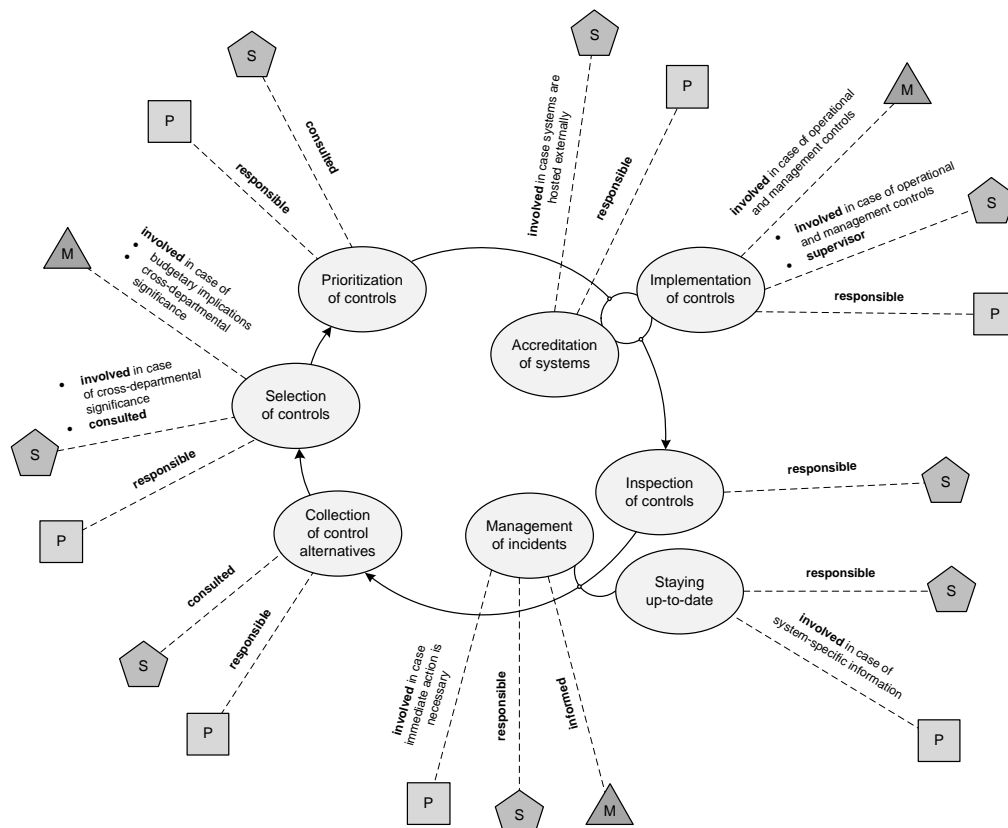 S
P
consulted
responsible
S
P
involved in case systems are
hosted externally
responsible
M
involved in case of operational
and management controls
S
• involved in case of operational
and management controls
• supervisor
P
responsible
M
• involved in case of
• budgetary implications
cross-departmental
significance
Prioritization
of controls
Implementation
of controls
Accreditation
of systems
• involved in case
of cross-departmental
significance
• consulted
S
Selection
of controls
responsible
P
Inspection
of controls
responsible
S
Collection
of control
alternatives
consulted
S
responsible
P
Management
of incidents
involved in case
immediate action is
necessary
P
responsible
S
informed
M
Staying
up-to-date
responsible
S
involved in case of
system-specific information
P